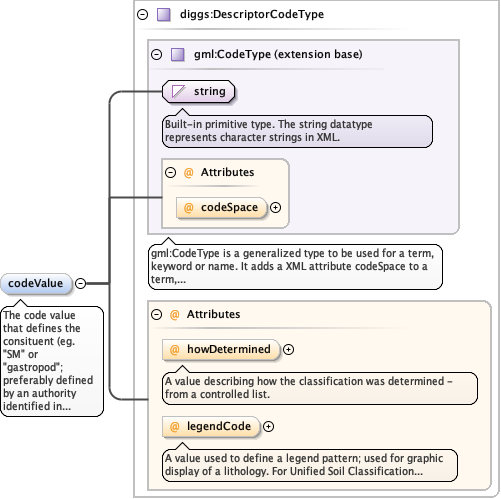 diggs:DescriptorCodeType
gml:CodeType (extension base)
string
Built-in primitive type. The string datatype
represents character strings in XML.
@ Attributes
@ codeSpace
gml:CodeType is a generalized type to be used for a term,
keyword or name. It adds a XML attribute codeSpace to a
term,...
codeValue
The code value
that defines the
consituent (eg.
"SM" or
"gastropod";
preferably defined
by an authority
identified in...
@ Attributes
@ howDetermined
A value describing how the classification was determined -
from a controlled list.
@ legendCode
A value used to define a legend pattern; used for graphic
display of a lithology. For Unified Soil Classification...